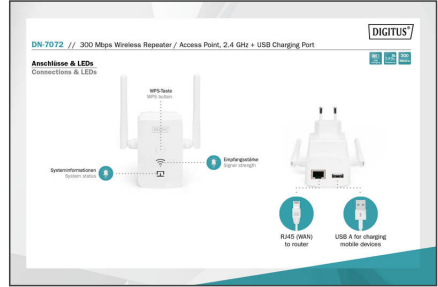 DIGITUS®
DN-7072 // 300 Mbps Wireless Repeater / Access Point, 2.4 GHz + USB Charging Port
Anschlüsse & LEDs
Connections & LEDs
300
WPS-Taste
WPS button
Systeminformationen
System status
Empfangsstärke
Signal strength
RJ45 (WAN)
to router
USB A for charging
mobile devices